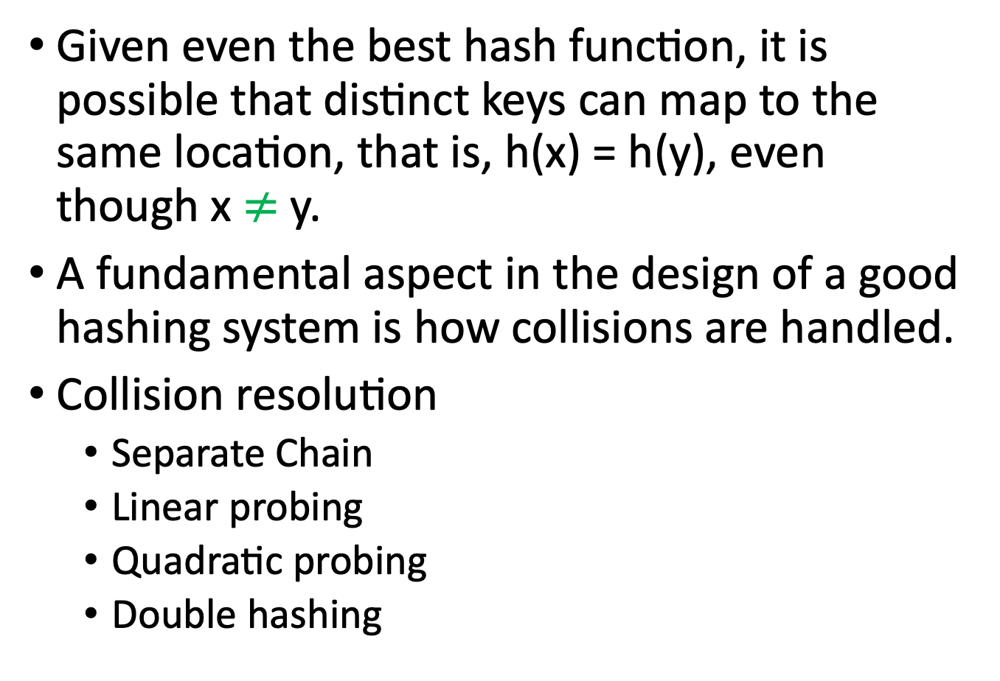 • Given even the best hash function, it is
possible that distinct keys can map to the
same location, that is, h(x) = h(y), even
though x ≠ y.
• A fundamental aspect in the design of a good
hashing system is how collisions are handled.
• Collision resolution
• Separate Chain
• Linear probing
• Quadratic probing
• Double hashing